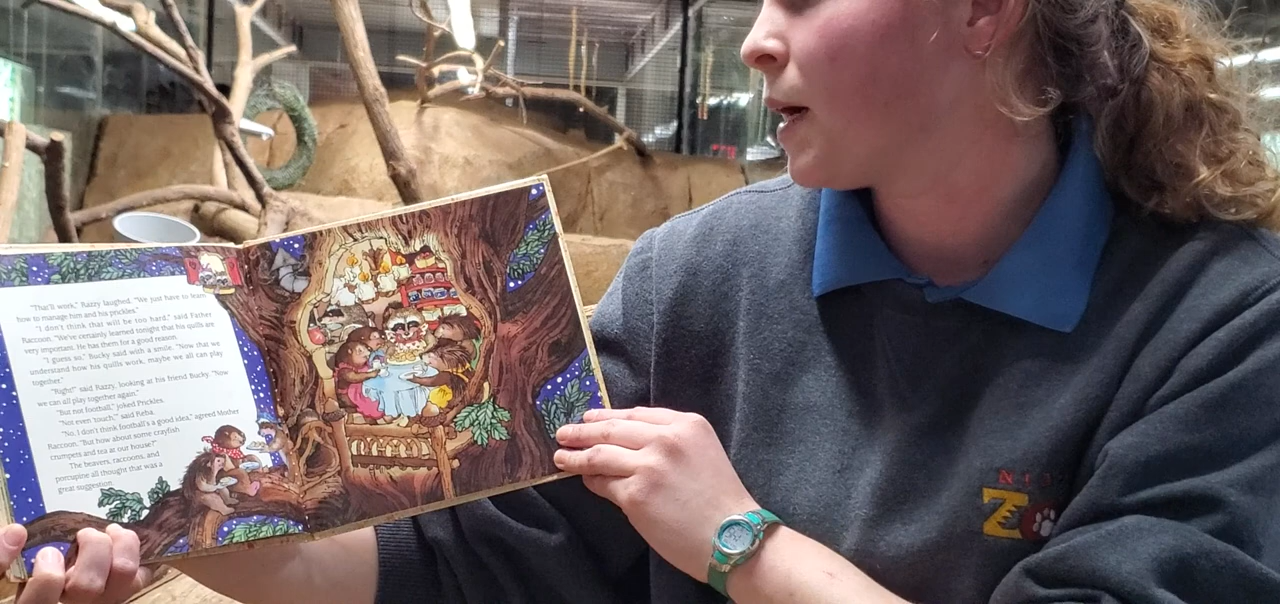 "That'll work," Razzy laughed. "We just have to learn
how to manage him and his prickles."
"I don't think that will be too hard," said Father
Raccoon. "We've certainly learned tonight that his quills are
very important. He has them for a good reason."
"I guess so," Bucky said with a smile. "Now that we
understand how his quills work, maybe we all can play
together."
"Right!" said Razzy, looking at his friend Bucky. "Now
we can all play together again."
"But not football," joked Prickles.
"Not even 'touch,'" said Reba.
"No, I don't think football's a good idea," agreed Mother
Raccoon. "But how about some crayfish
crumpets and tea at our house?"
The beavers, raccoons, and
porcupine all thought that was a
great suggestion.
ZOO